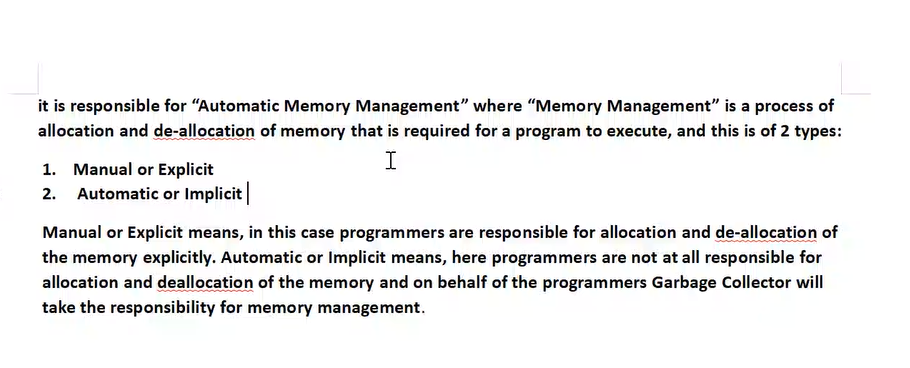 it is responsible for “Automatic Memory Management” where “Memory Management” is a process of
allocation and de-allocation of memory that is required for a program to execute, and this is of 2 types:
1. Manual or Explicit
2. Automatic or Implicit
Manual or Explicit means, in this case programmers are responsible for allocation and de-allocation of
the memory explicitly. Automatic or Implicit means, here programmers are not at all responsible for
allocation and deallocation of the memory and on behalf of the programmers Garbage Collector will
take the responsibility for memory management.